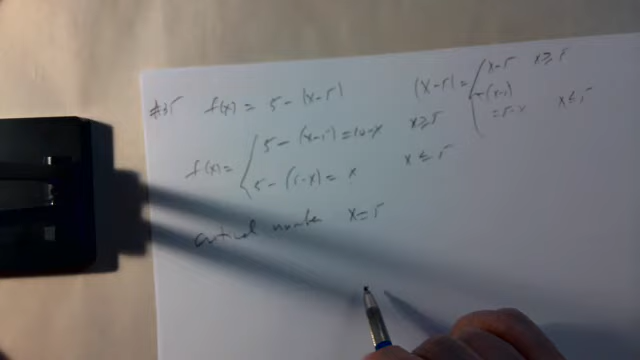 #35 f(x) = 5 - |x-5| |x-5| = { x-5 x≥5
-(x-5) = 5-x x≤5
f(x) = { 5 - (x-5) = 10-x x≥5
5 - (5-x) = x x≤5
critical number x=5